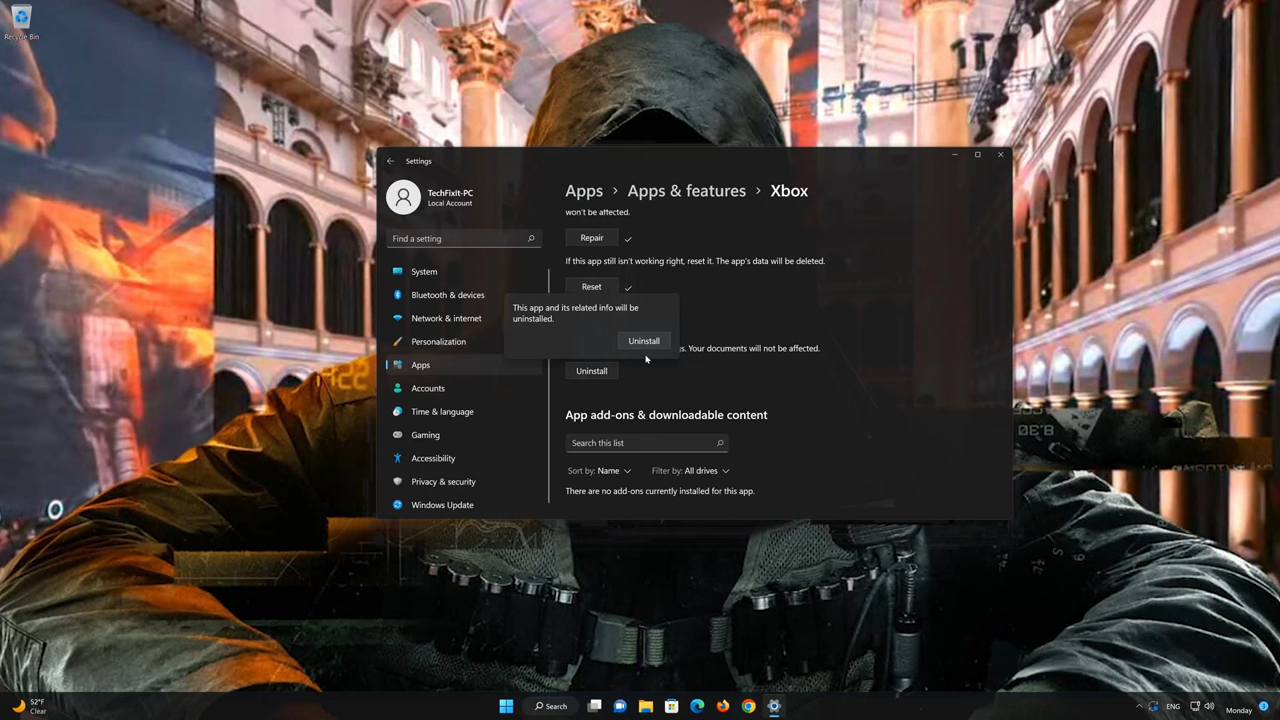 Recycle Bin
Settings
TechFixIt-PC
Local Account
Find a setting
System
Bluetooth & devices
Network & internet
Personalization
Apps
Accounts
Time & language
Gaming
Accessibility
Privacy & security
Windows Update
Apps > Apps & features > Xbox
won't be affected.
Repair
If this app still isn't working right, reset it. The app's data will be deleted.
Reset
This app and its related info will be
uninstalled.
Uninstall
s. Your documents will not be affected.
Uninstall
App add-ons & downloadable content
Search this list
Sort by: Name
Filter by: All drives
There are no add-ons currently installed for this app.
52°F
Clear
Search
ENG
Monday
3